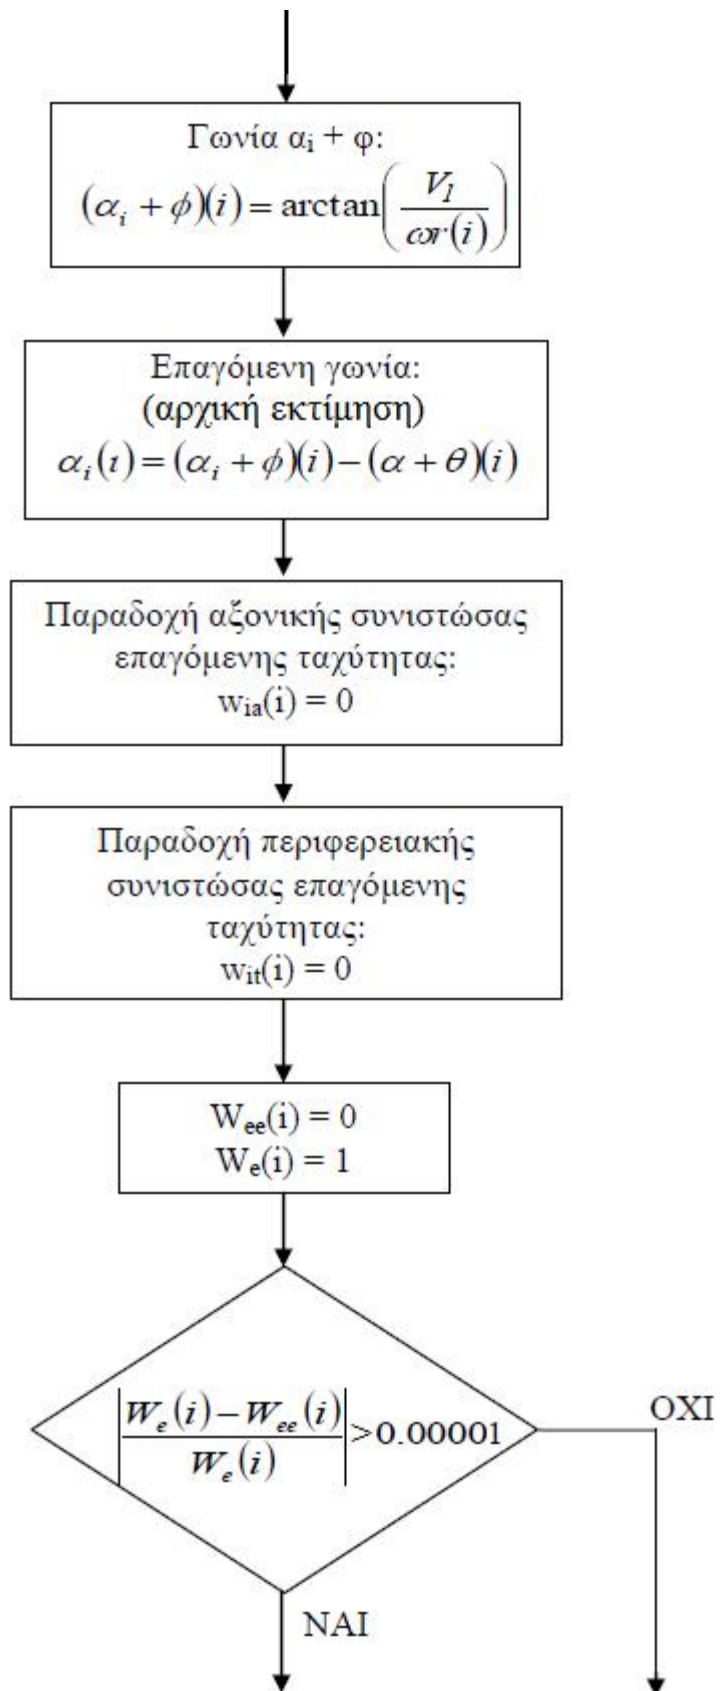 Γωνία αᵢ + φ:
(αᵢ + ϕ)(i) = arctan(V₁ / ωr(i))
Επαγόμενη γωνία:
(αρχική εκτίμηση)
αᵢ(ι) = (αᵢ + ϕ)(i) − (α + θ)(i)
Παραδοχή αξονικής συνιστώσας
επαγόμενης ταχύτητας:
wia(i) = 0
Παραδοχή περιφερειακής
συνιστώσας επαγόμενης
ταχύτητας:
wit(i) = 0
Wee(i) = 0
We(i) = 1
|(We(i) − Wee(i)) / We(i)| > 0.00001
ΟΧΙ
ΝΑΙ